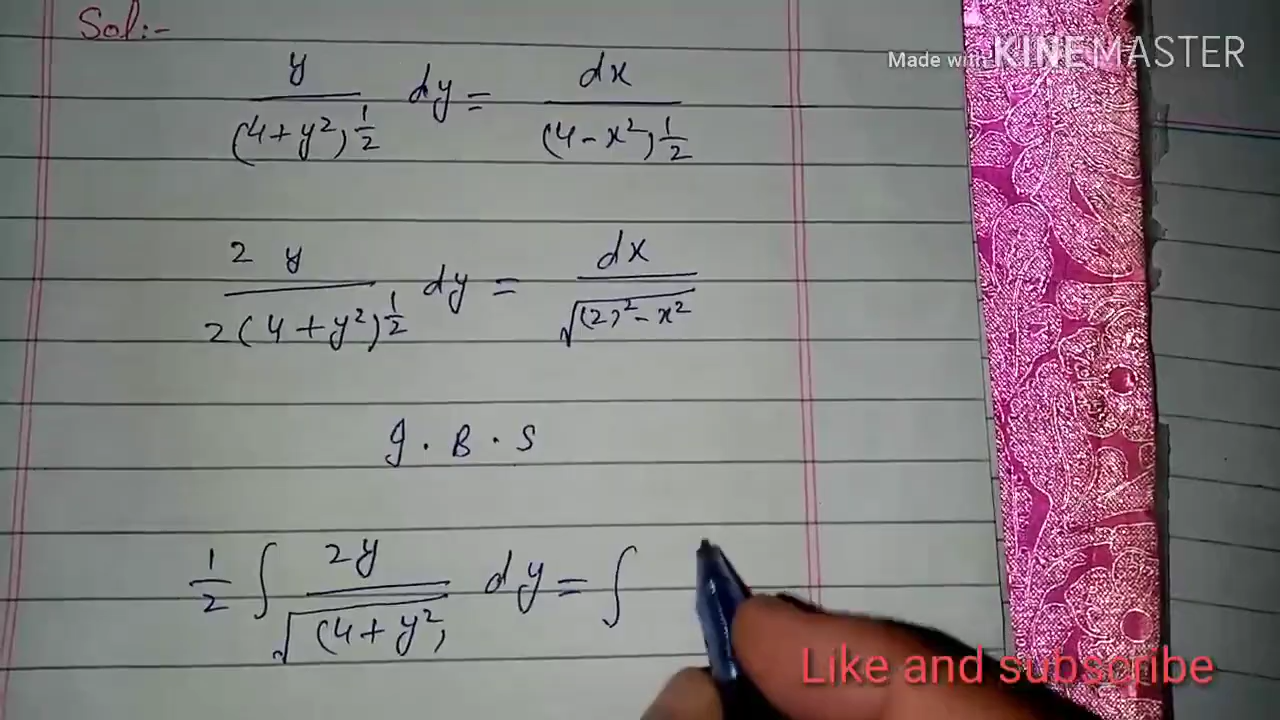 Sol:-
Made with KINEMASTER
y/(4+y²)^1/2 dy = dx/(4-x²)^1/2
2 y/2(4+y²)^1/2 dy = dx/√(2)²-x²
I . B . S
1/2 ∫ 2y/√(4+y²) dy = ∫
Like and subscribe